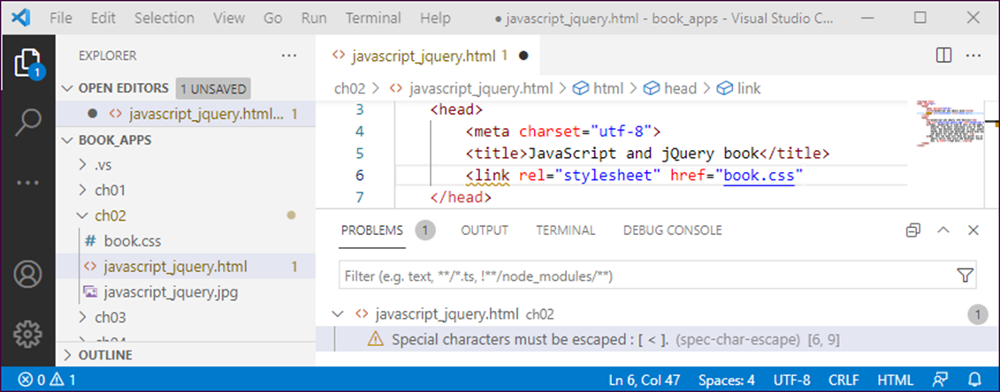 File Edit Selection View Go Run Terminal Help ● javascript_jquery.html - book_apps - Visual Studio C...
EXPLORER ...
1
OPEN EDITORS 1 UNSAVED
● <> javascript_jquery.html... 1
BOOK_APPS
> .vs
> ch01
ch02
# book.css
<> javascript_jquery.html 1
javascript_jquery.jpg
> ch03
> OUTLINE
<> javascript_jquery.html 1 ●
ch02 > <> javascript_jquery.html > html > head > link
3 <head>
4 <meta charset="utf-8">
5 <title>JavaScript and jQuery book</title>
6 <link rel="stylesheet" href="book.css"
7 </head>
PROBLEMS 1 OUTPUT TERMINAL DEBUG CONSOLE
Filter (e.g. text, **/*.ts, !**/node_modules/**)
<> javascript_jquery.html ch02 1
Special characters must be escaped : [ < ]. (spec-char-escape) [6, 9]
0 1 Ln 6, Col 47 Spaces: 4 UTF-8 CRLF HTML